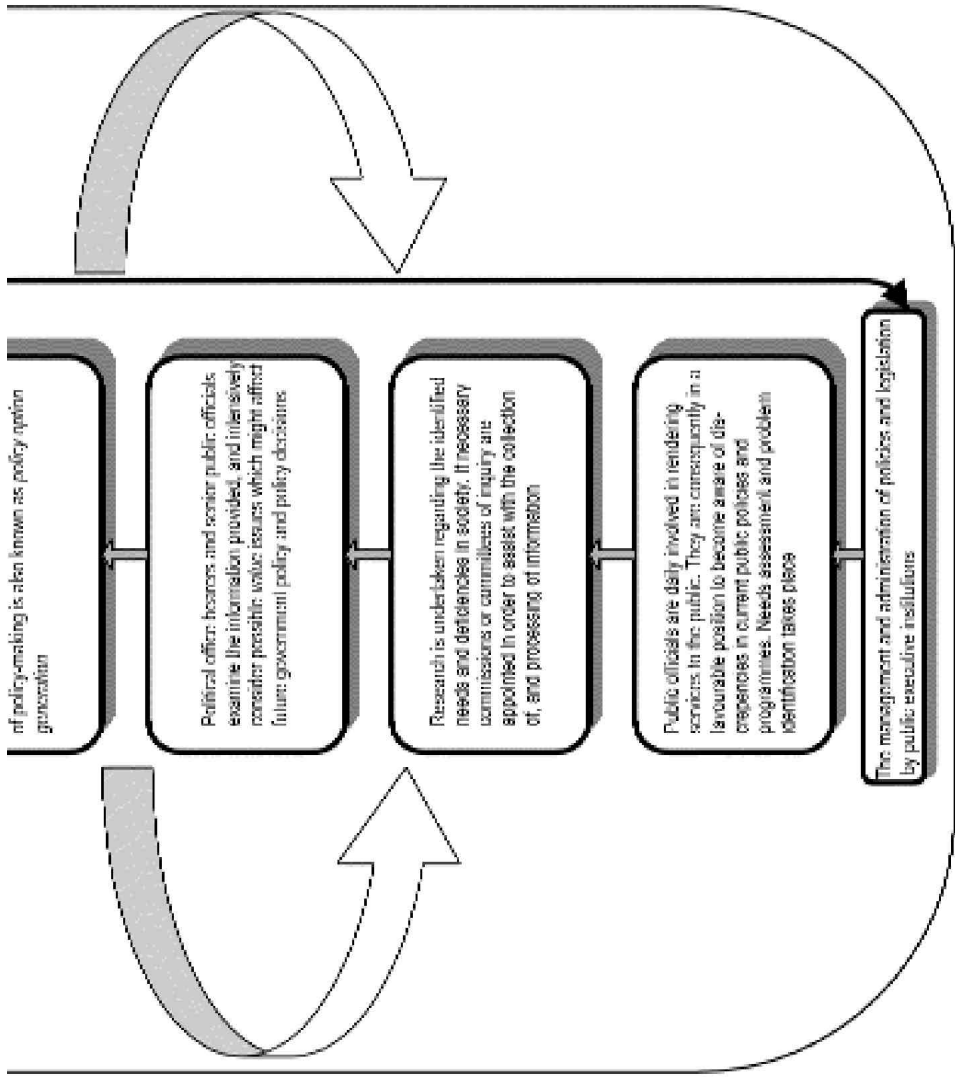 of policy-making is also known as policy option
generation
Political office-bearers and senior public officials
examine the information provided, and intensively
consider possible value issues which might affect
future government policy and policy decisions
Research is undertaken regarding the identified
needs and deficiencies in society. If necessary
commissions or committees of inquiry are
appointed in order to assist with the collection
of, and processing of information
Public officials are daily involved in rendering
services to the public. They are consequently in a
favourable position to become aware of dis-
crepencies in current public policies and
programmes. Needs assessment and problem
identification takes place
The management and administration of policies and legislation
by public executive institutions